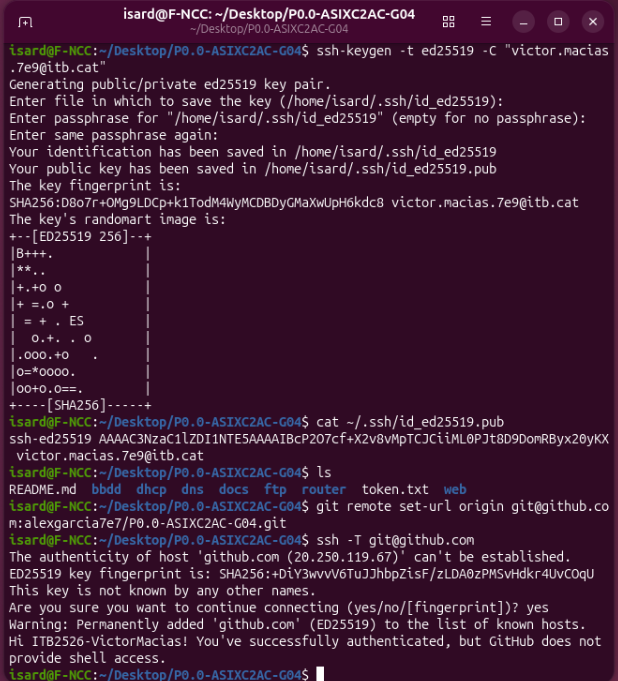 isard@F-NCC: ~/Desktop/P0.0-ASIXC2AC-G04
~/Desktop/P0.0-ASIXC2AC-G04
isard@F-NCC:~/Desktop/P0.0-ASIXC2AC-G04$ ssh-keygen -t ed25519 -C "victor.macias
.7e9@itb.cat"
Generating public/private ed25519 key pair.
Enter file in which to save the key (/home/isard/.ssh/id_ed25519):
Enter passphrase for "/home/isard/.ssh/id_ed25519" (empty for no passphrase):
Enter same passphrase again:
Your identification has been saved in /home/isard/.ssh/id_ed25519
Your public key has been saved in /home/isard/.ssh/id_ed25519.pub
The key fingerprint is:
SHA256:D8o7r+OMg9LDCp+k1TodM4WyMCDBDyGMaXwUpH6kdc8 victor.macias.7e9@itb.cat
The key's randomart image is:
+--[ED25519 256]--+
|B+++.            |
|**..             |
|+.+o o           |
|+ =.o +          |
| = + . ES        |
|  o.+. . o       |
|.ooo.+o   .      |
|o=*oooo.         |
|oo+o.o==.        |
+----[SHA256]-----+
isard@F-NCC:~/Desktop/P0.0-ASIXC2AC-G04$ cat ~/.ssh/id_ed25519.pub
ssh-ed25519 AAAAC3NzaC1lZDI1NTE5AAAAIBcP2O7cf+X2v8vMpTCJCiiML0PJt8D9DomRByx20yKX
victor.macias.7e9@itb.cat
isard@F-NCC:~/Desktop/P0.0-ASIXC2AC-G04$ ls
README.md  bbdd  dhcp  dns  docs  ftp  router  token.txt  web
isard@F-NCC:~/Desktop/P0.0-ASIXC2AC-G04$ git remote set-url origin git@github.co
m:alexgarcia7e7/P0.0-ASIXC2AC-G04.git
isard@F-NCC:~/Desktop/P0.0-ASIXC2AC-G04$ ssh -T git@github.com
The authenticity of host 'github.com (20.250.119.67)' can't be established.
ED25519 key fingerprint is: SHA256:+DiY3wvvV6TuJJhbpZisF/zLDA0zPMSvHdkr4UvCOqU
This key is not known by any other names.
Are you sure you want to continue connecting (yes/no/[fingerprint])? yes
Warning: Permanently added 'github.com' (ED25519) to the list of known hosts.
Hi ITB2526-VictorMacias! You've successfully authenticated, but GitHub does not
provide shell access.
isard@F-NCC:~/Desktop/P0.0-ASIXC2AC-G04$